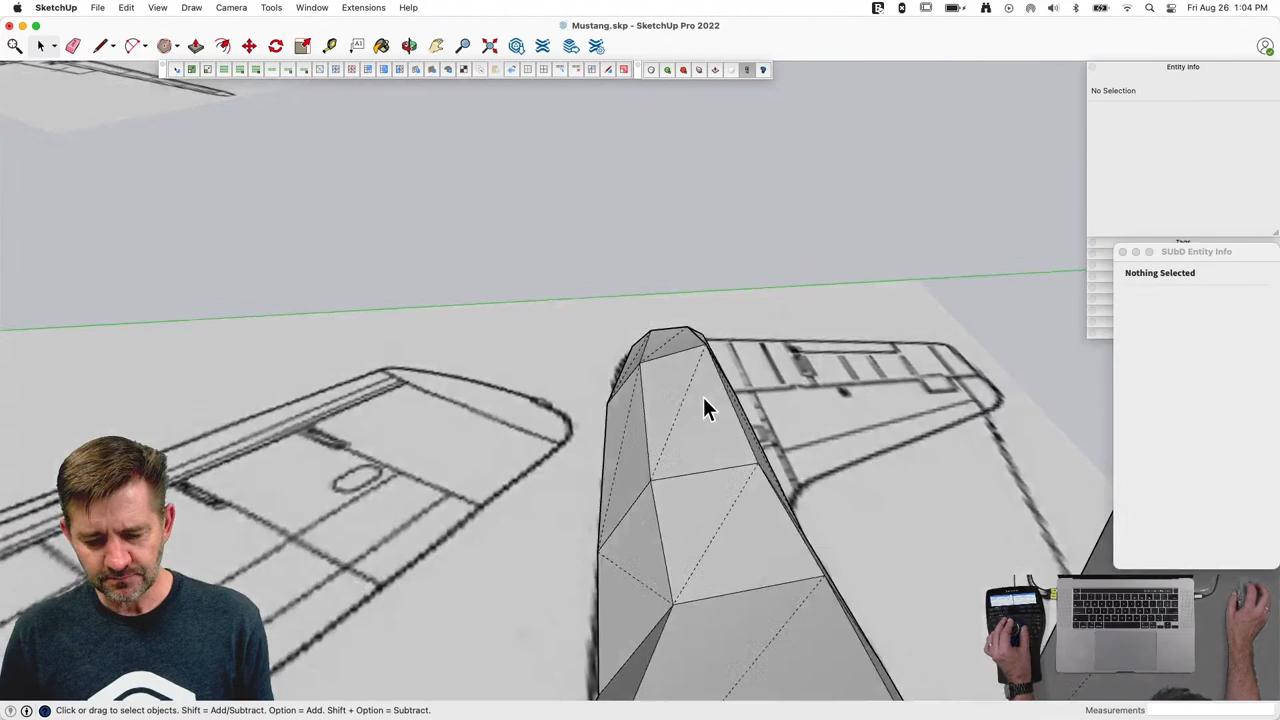 SketchUp File Edit View Draw Camera Tools Window Extensions Help Fri Aug 26 1:04 PM
Mustang.skp - SketchUp Pro 2022
Entity Info
No Selection
Tags
SUbD Entity Info
Nothing Selected
Click or drag to select objects. Shift = Add/Subtract. Option = Add. Shift + Option = Subtract. Measurements